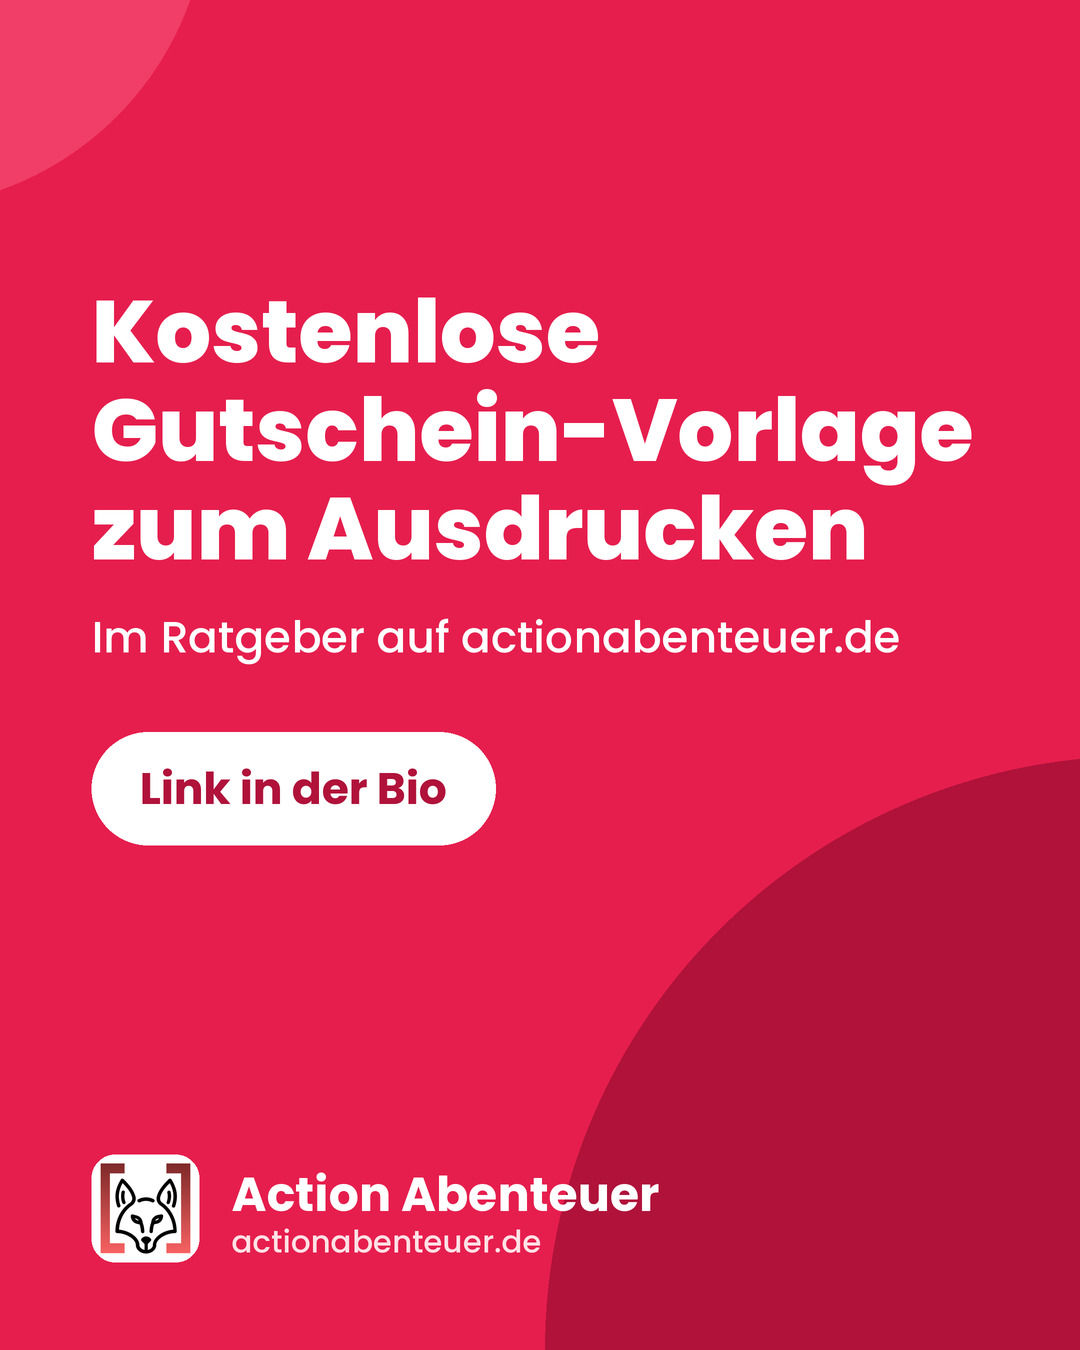 Kostenlose
Gutschein-Vorlage
zum Ausdrucken
Im Ratgeber auf actionabenteuer.de
Link in der Bio
Action Abenteuer
actionabenteuer.de